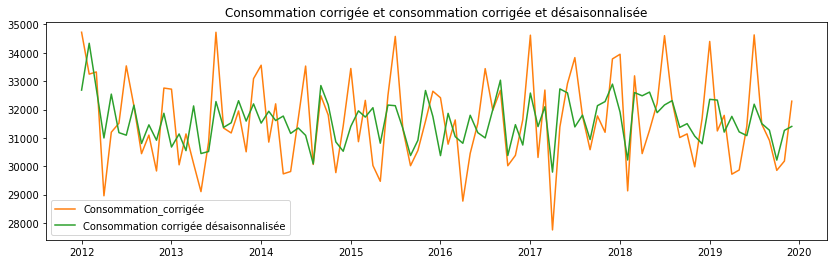 Consommation corrigée et consommation corrigée et désaisonnalisée
35000
34000
33000
32000
31000
30000
29000
28000
Consommation_corrigée
Consommation corrigée désaisonnalisée
2012 2013 2014 2015 2016 2017 2018 2019 2020